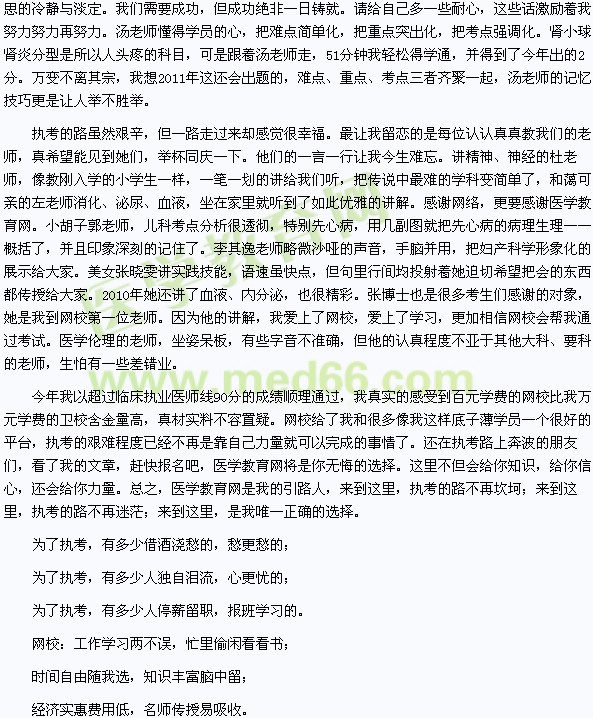 思的冷静与淡定。我们需要成功，但成功绝非一日铸就。请给自己多一些耐心，这些话激励着我
努力努力再努力。汤老师懂得学员的心，把难点简单化，把重点突出化，把考点强调化。肾小球
肾炎分型是所以人头疼的科目，可是跟着汤老师走，51分钟我轻松得学通，并得到了今年出的2
分。万变不离其宗，我想2011年这还会出题的，难点、重点、考点三者齐聚一起，汤老师的记忆
技巧更是让人举不胜举。
执考的路虽然艰辛，但一路走过来却感觉很幸福。最让我留恋的是每位认认真真教我们的老
师，真希望能见到她们，举杯同庆一下。他们的一言一行让我今生难忘。讲精神、神经的杜老
师，像教刚入学的小学生一样，一笔一划的讲给我们听，把传说中最难的学科变简单了，和蔼可
亲的左老师消化、泌尿、血液，坐在家里就听到了如此优雅的讲解。感谢网络，更要感谢医学教
育网。小胡子郭老师，儿科考点分析很透彻，特别先心病，用几副图就把先心病的病理生理一一
概括了，并且印象深刻的记住了。李其逸老师略微沙哑的声音，手脑并用，把妇产科学形象化的
展示给大家。美女张晓雯讲实践技能，语速虽快点，但句里行间均投射着她迫切希望把会的东西
都传授给大家。2010年她还讲了血液、内分泌，也很精彩。张博士也是很多考生们感谢的对象，
她是我到网校第一位老师。因为他的讲解，我爱上了网校，爱上了学习，更加相信网校会帮我通
过考试。医学伦理的老师，坐姿呆板，有些字音不准确，但他的认真程度不亚于其他大科、要科
的老师，生怕有一些差错业。
今年我以超过临床执业医师线90分的成绩顺理通过，我真实的感受到百元学费的网校比我万
元学费的卫校含金量高，真材实料不容置疑。网校给了我和很多像我这样底子薄学员一个很好的
平台，执考的艰难程度已经不再是靠自己力量就可以完成的事情了。还在执考路上奔波的朋友
们，看了我的文章，赶快报名吧，医学教育网将是你无悔的选择。这里不但会给你知识，给你信
心，还会给你力量。总之，医学教育网是我的引路人，来到这里，执考的路不再坎坷；来到这
里，执考的路不再迷茫；来到这里，是我唯一正确的选择。
为了执考，有多少借酒浇愁的，愁更愁的；
为了执考，有多少人独自泪流，心更忧的；
为了执考，有多少人停薪留职，报班学习的。
网校：工作学习两不误，忙里偷闲看看书；
时间自由随我选，知识丰富脑中留；
经济实惠费用低，名师传授易吸收。
医学教育网
www.med66.com